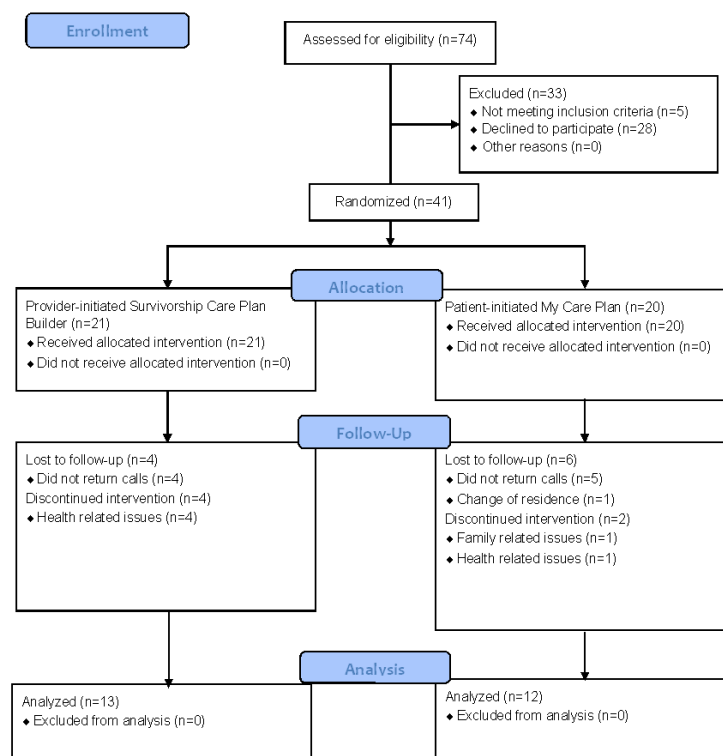 Enrollment
Assessed for eligibility (n=74)
Excluded (n=33)
◆ Not meeting inclusion criteria (n=5)
◆ Declined to participate (n=28)
◆ Other reasons (n=0)
Randomized (n=41)
Allocation
Provider-initiated Survivorship Care Plan
Builder (n=21)
◆ Received allocated intervention (n=21)
◆ Did not receive allocated intervention (n=0)
Patient-initiated My Care Plan (n=20)
◆ Received allocated intervention (n=20)
◆ Did not receive allocated intervention (n=0)
Follow-Up
Lost to follow-up (n=4)
◆ Did not return calls (n=4)
Discontinued intervention (n=4)
◆ Health related issues (n=4)
Lost to follow-up (n=6)
◆ Did not return calls (n=5)
◆ Change of residence (n=1)
Discontinued intervention (n=2)
◆ Family related issues (n=1)
◆ Health related issues (n=1)
Analysis
Analyzed (n=13)
◆ Excluded from analysis (n=0)
Analyzed (n=12)
◆ Excluded from analysis (n=0)